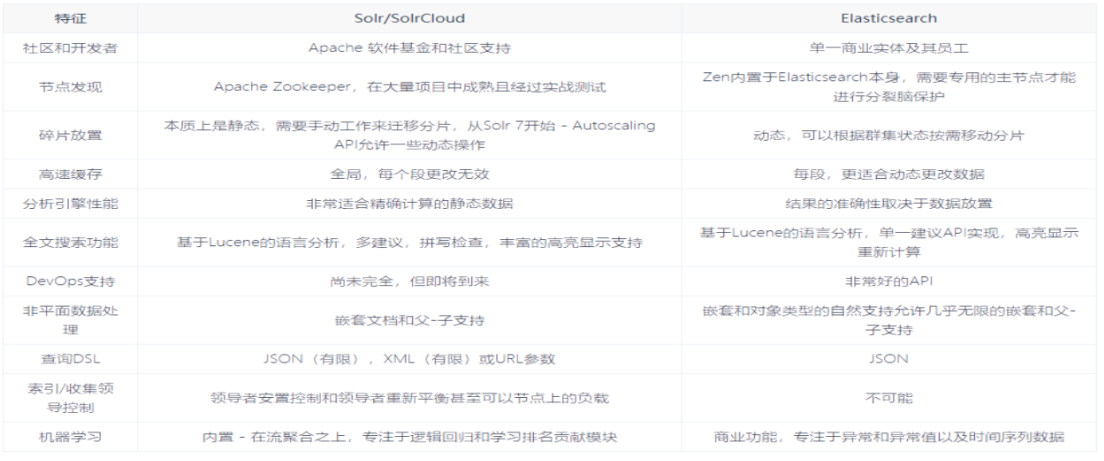 特征 Solr/SolrCloud Elasticsearch
社区和开发者 Apache 软件基金和社区支持 单一商业实体及其员工
节点发现 Apache Zookeeper，在大量项目中成熟且经过实战测试 Zen内置于Elasticsearch本身，需要专用的主节点才能
进行分裂脑保护
碎片放置 本质上是静态，需要手动工作来迁移分片，从Solr 7开始 - Autoscaling
API允许一些动态操作 动态，可以根据群集状态按需移动分片
高速缓存 全局，每个段更改无效 每段，更适合动态更改数据
分析引擎性能 非常适合精确计算的静态数据 结果的准确性取决于数据放置
全文搜索功能 基于Lucene的语言分析，多建议，拼写检查，丰富的高亮显示支持 基于Lucene的语言分析，单一建议API实现，高亮显示
重新计算
DevOps支持 尚未完全，但即将到来 非常好的API
非平面数据处
理 嵌套文档和父-子支持 嵌套和对象类型的自然支持允许几乎无限的嵌套和父-
子支持
查询DSL JSON（有限），XML（有限）或URL参数 JSON
索引/收集领
导控制 领导者安置控制和领导者重新平衡甚至可以节点上的负载 不可能
机器学习 内置 - 在流聚合之上，专注于逻辑回归和学习排名贡献模块 商业功能，专注于异常和异常值以及时间序列数据